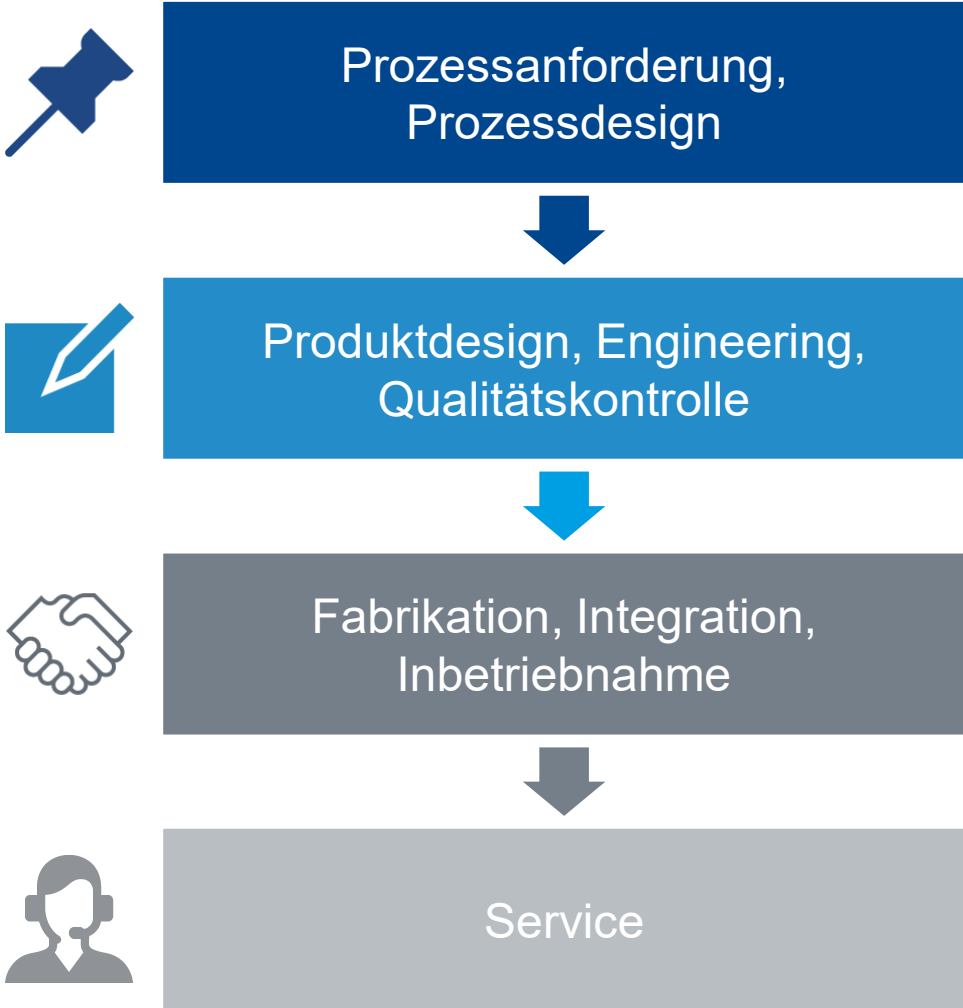 Prozessanforderung,
Prozessdesign
Produktdesign, Engineering,
Qualitätskontrolle
Fabrikation, Integration,
Inbetriebnahme
Service